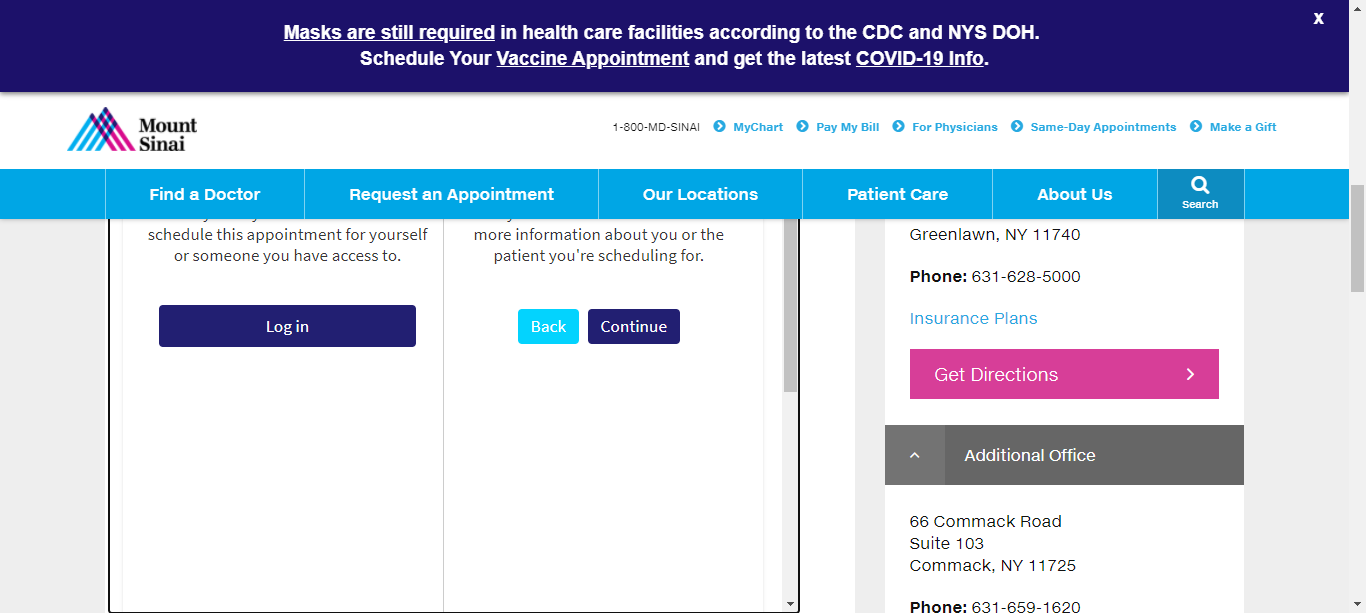 Masks are still required in health care facilities according to the CDC and NYS DOH.
Schedule Your Vaccine Appointment and get the latest COVID-19 Info.
X
Mount
Sinai
1-800-MD-SINAI MyChart Pay My Bill For Physicians Same-Day Appointments Make a Gift
Find a Doctor Request an Appointment Our Locations Patient Care About Us Search
schedule this appointment for yourself
or someone you have access to.
Log in
more information about you or the
patient you're scheduling for.
Back Continue
Greenlawn, NY 11740
Phone: 631-628-5000
Insurance Plans
Get Directions
Additional Office
66 Commack Road
Suite 103
Commack, NY 11725
Phone: 631-659-1620